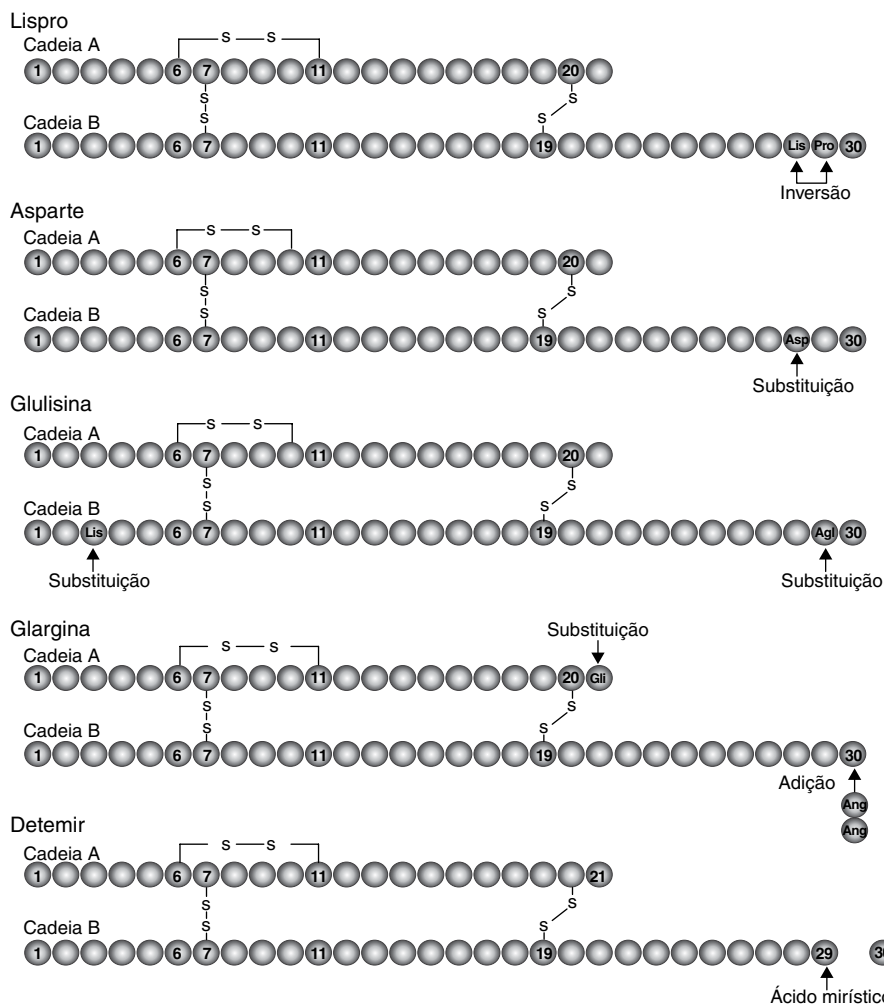 Lispro
Cadeia A
S S
1 6 7 11 20
S S
S S
Cadeia B
1 6 7 11 19 Lis Pro 30
Inversão
Asparte
Cadeia A
S S
1 6 7 11 20
S S
S S
Cadeia B
1 6 7 11 19 Asp 30
Substituição
Glulisina
Cadeia A
S S
1 6 7 11 20
S S
S S
Cadeia B
1 Lis 6 7 11 19 Agl 30
Substituição Substituição
Glargina
Substituição
Cadeia A
S S
1 6 7 11 20 Gli
S S
S S
Cadeia B
1 6 7 11 19 30
Adição
Ang
Ang
Detemir
Cadeia A
S S
1 6 7 11 21
S S
S S
Cadeia B
1 6 7 11 19 29
Ácido mirístico